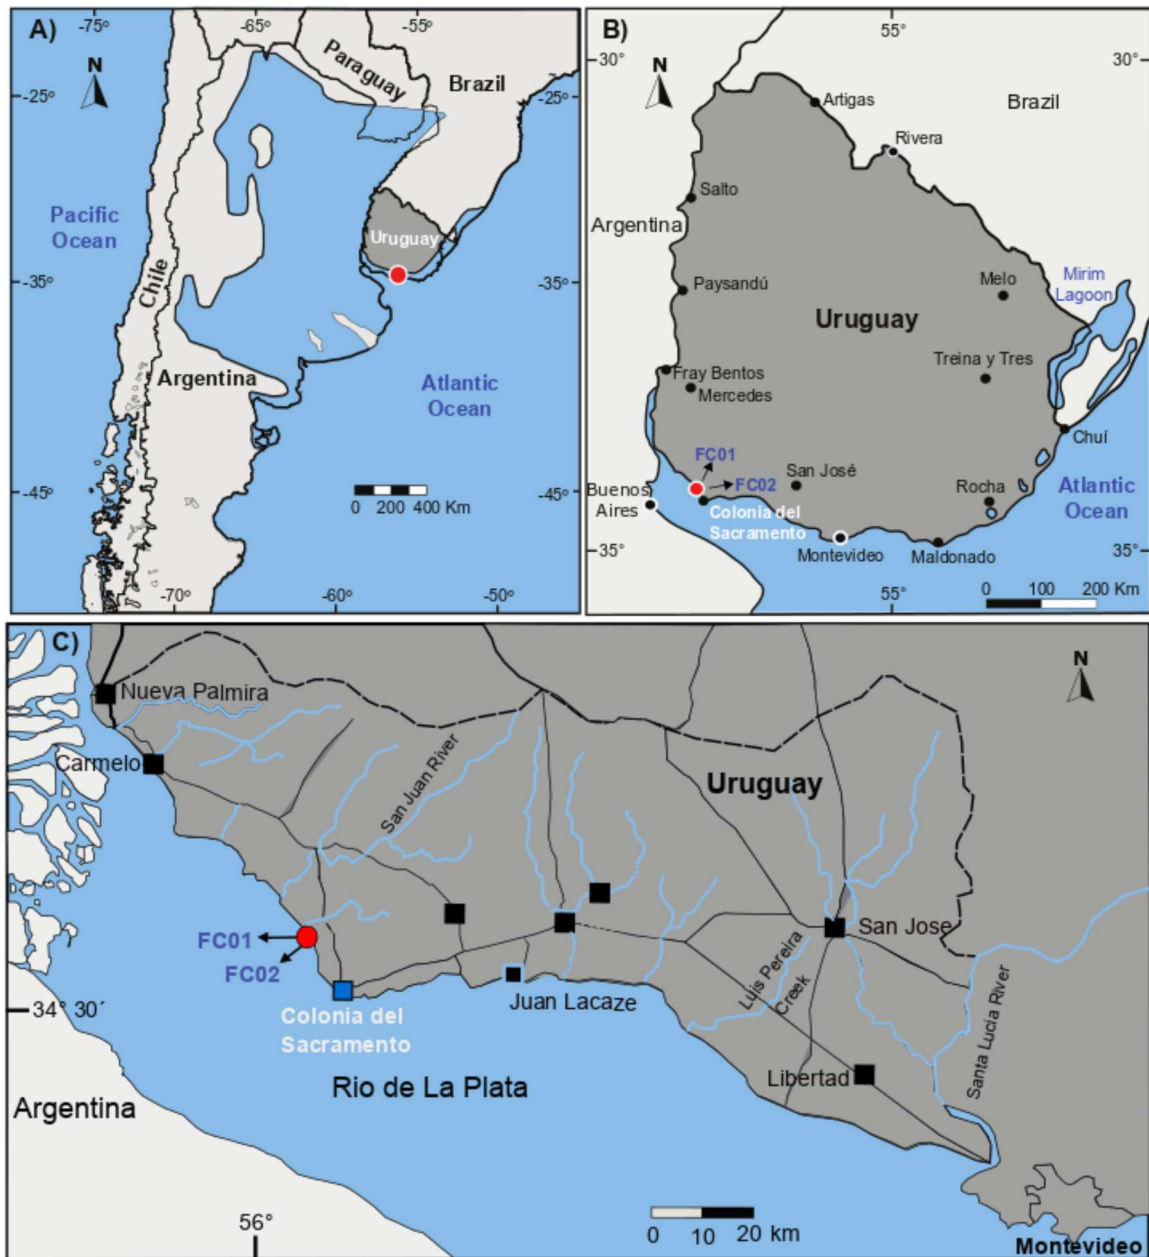 A)
-75°
-65°
-55°
N
Paraguay
Brazil
-25°
-25°
Pacific
Ocean
Uruguay
Chile
-35°
-35°
Argentina
Atlantic
Ocean
-45°
-45°
0 200 400 Km
-70°
-60°
-50°
B)
55°
30°
30°
N
Artigas
Brazil
Rivera
Salto
Argentina
Paysandú
Melo
Mirim
Lagoon
Uruguay
Treina y Tres
Fray Bentos
Mercedes
Chuí
FC01
FC02
San José
Buenos
Aires
Rocha
Atlantic
Ocean
Colonia del
Sacramento
Montevideo
Maldonado
35°
35°
0 100 200 Km
55°
C)
N
Nueva Palmira
Carmelo
San Juan River
Uruguay
FC01
FC02
San Jose
Luis Pereira
Creek
Juan Lacaze
34° 30´
Colonia del
Sacramento
Santa Lucia River
Libertad
Rio de La Plata
Argentina
56°
0 10 20 km
Montevideo